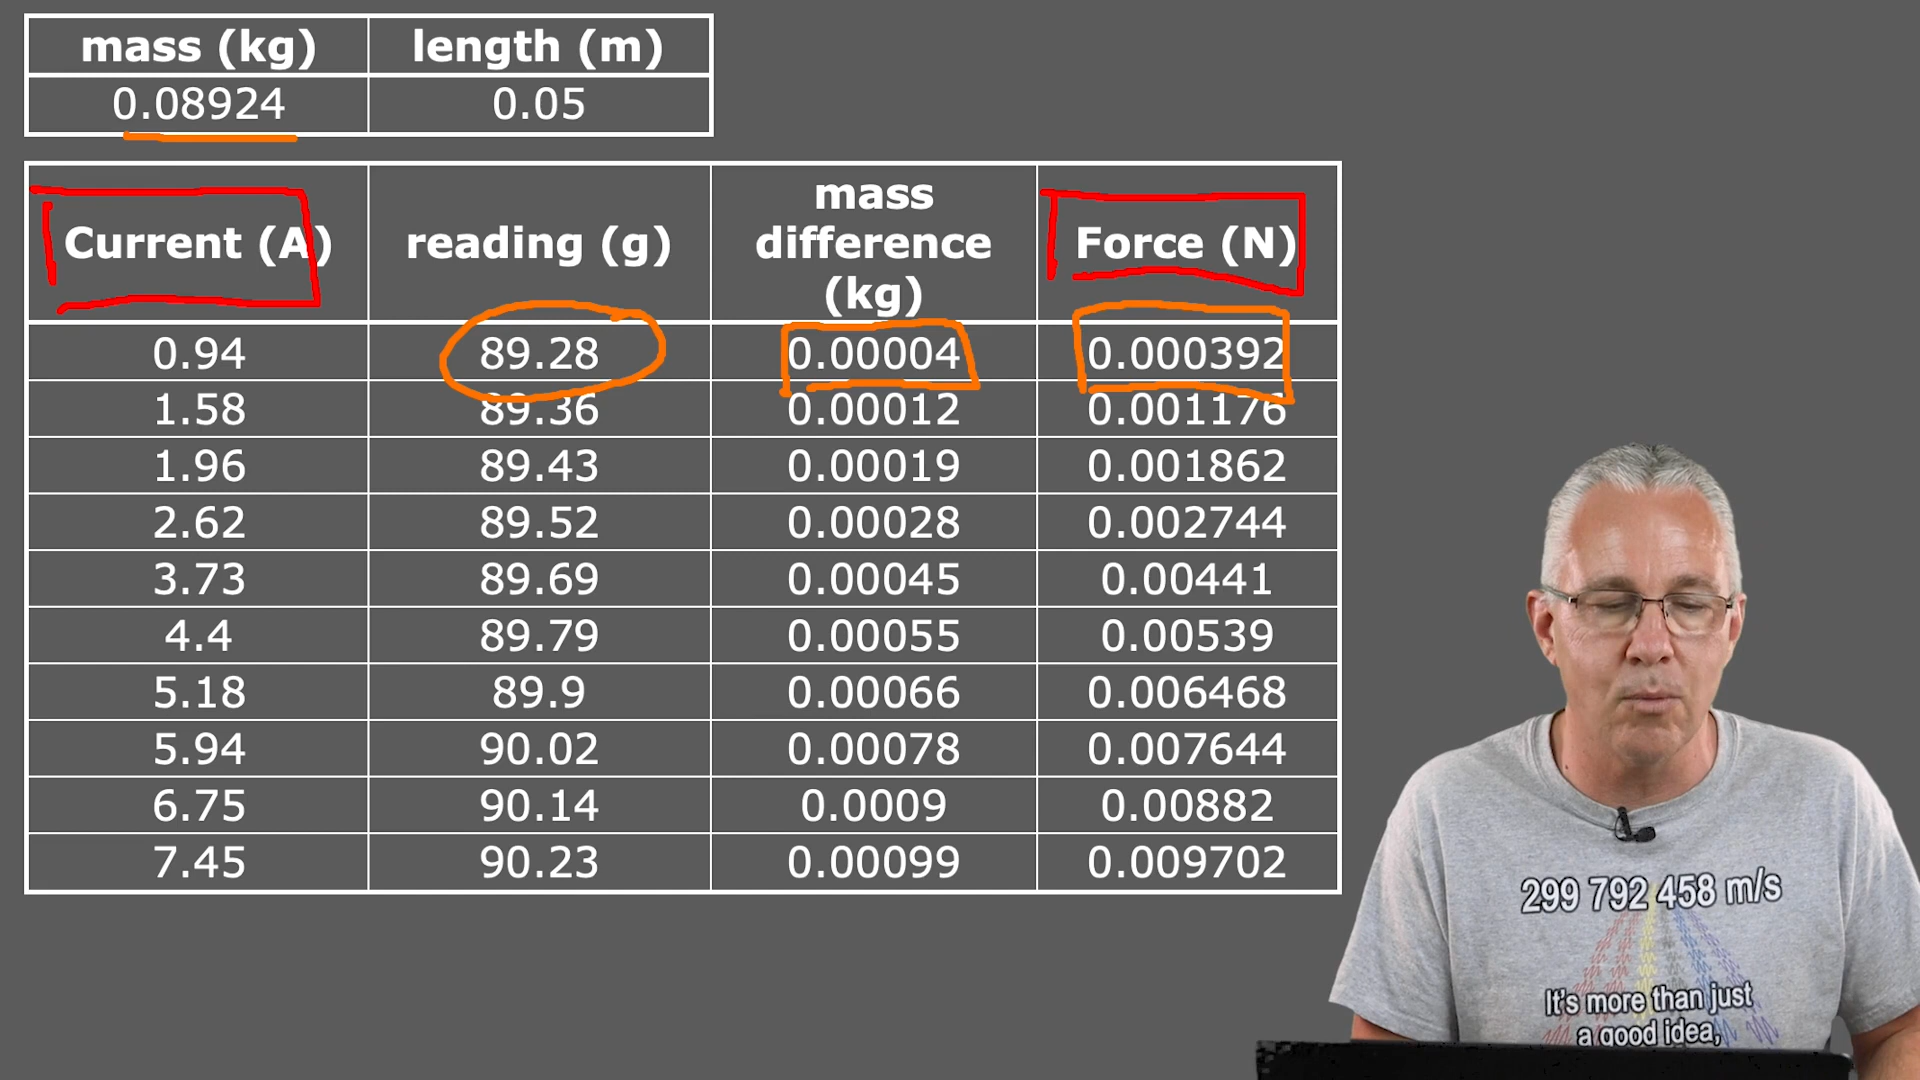 mass (kg) length (m)
0.08924 0.05
Current (A) reading (g) mass difference (kg) Force (N)
0.94 89.28 0.00004 0.000392
1.58 89.36 0.00012 0.001176
1.96 89.43 0.00019 0.001862
2.62 89.52 0.00028 0.002744
3.73 89.69 0.00045 0.00441
4.4 89.79 0.00055 0.00539
5.18 89.9 0.00066 0.006468
5.94 90.02 0.00078 0.007644
6.75 90.14 0.0009 0.00882
7.45 90.23 0.00099 0.009702
299 792 458 m/s
It's more than just
a good idea,